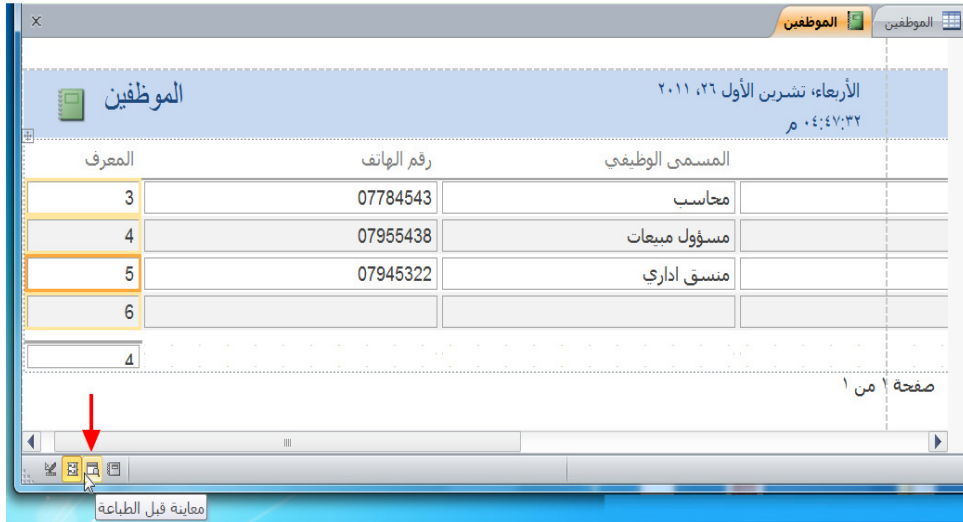 الموظفين الموظفين
الأربعاء، تشرين الأول ٢٦، ٢٠١١ الموظفين
٠٤:٤٧:٣٢ م
المسمى الوظيفي رقم الهاتف المعرف
محاسب 07784543 3
مسؤول مبيعات 07955438 4
منسق اداري 07945322 5
6
4
صفحة ١ من ١
معاينة قبل الطباعة